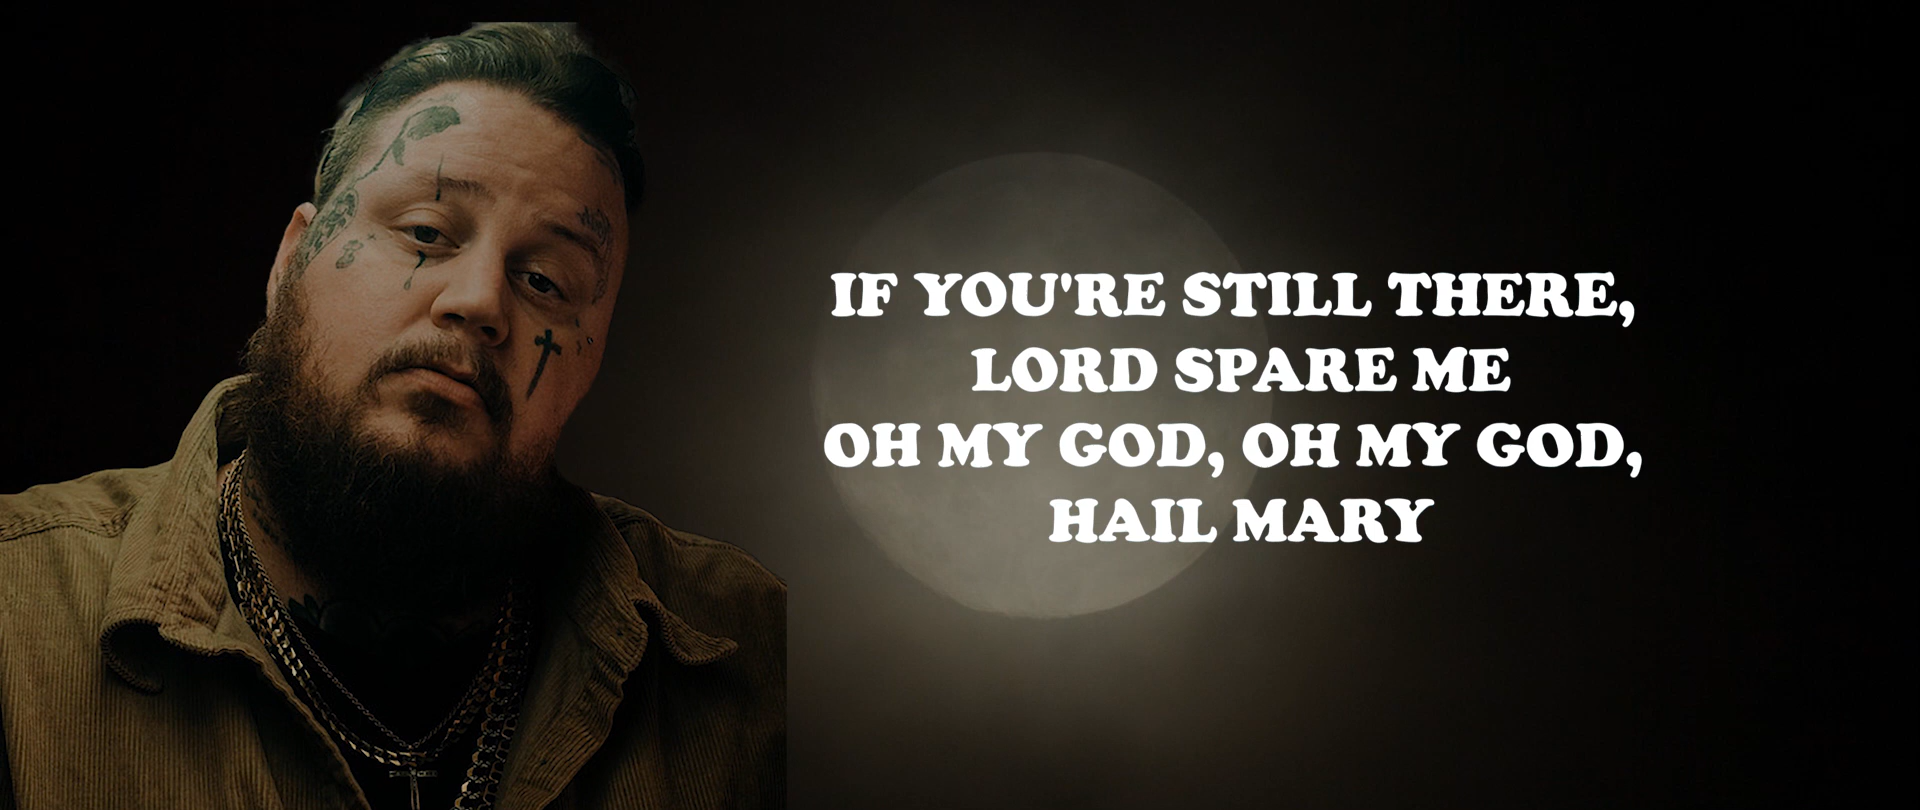 IF YOU'RE STILL THERE,
LORD SPARE ME
OH MY GOD, OH MY GOD,
HAIL MARY